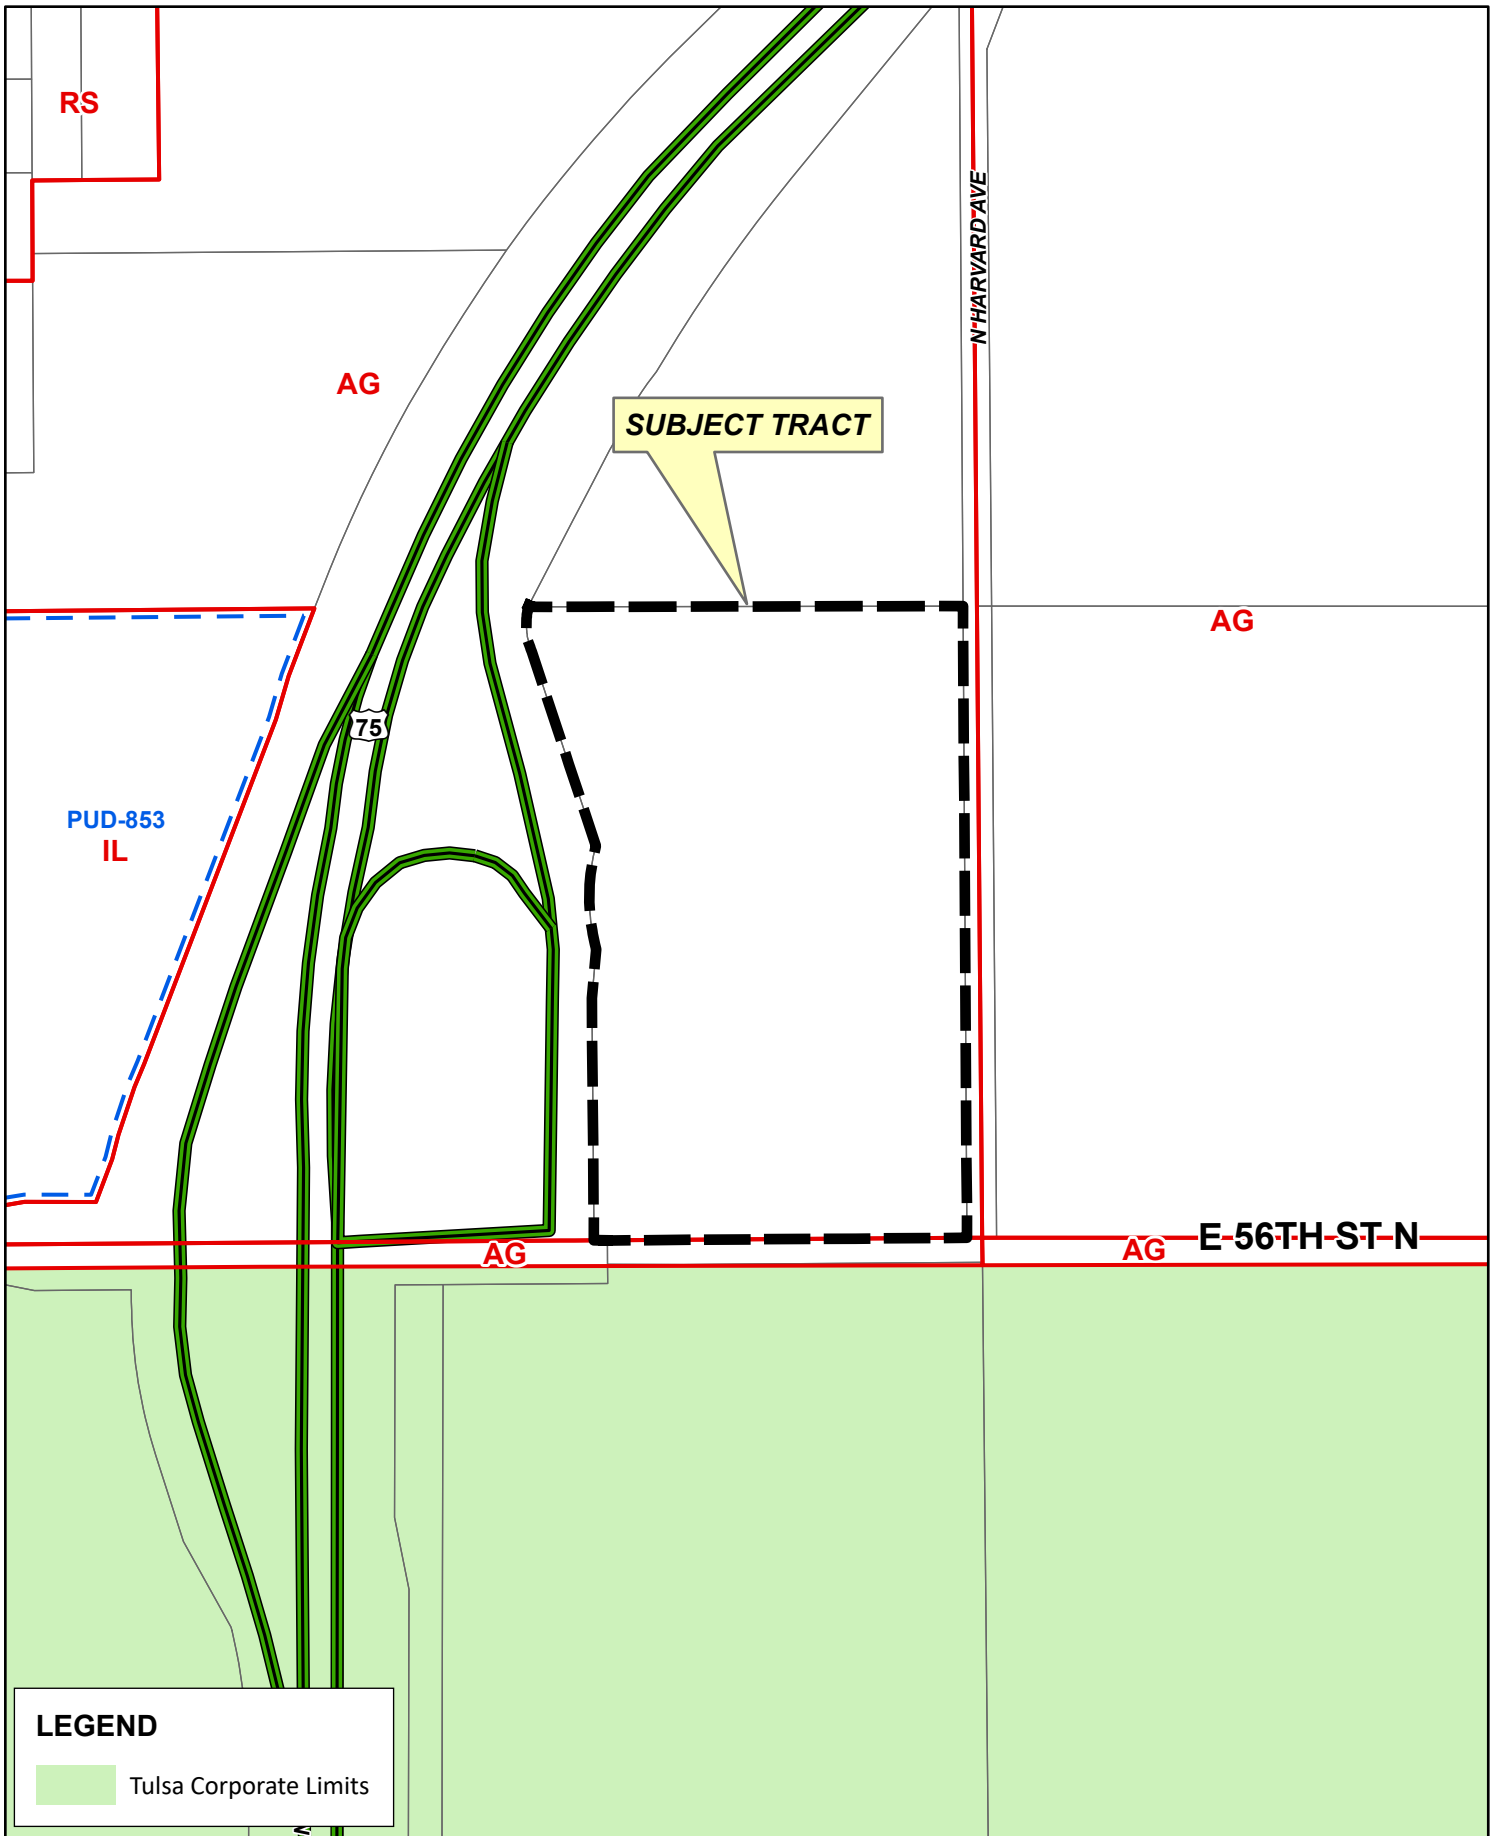 RS
N HARVARD AVE
AG
SUBJECT TRACT
AG
75
PUD-853
IL
E 56TH ST N
AG
AG
LEGEND
Tulsa Corporate Limits